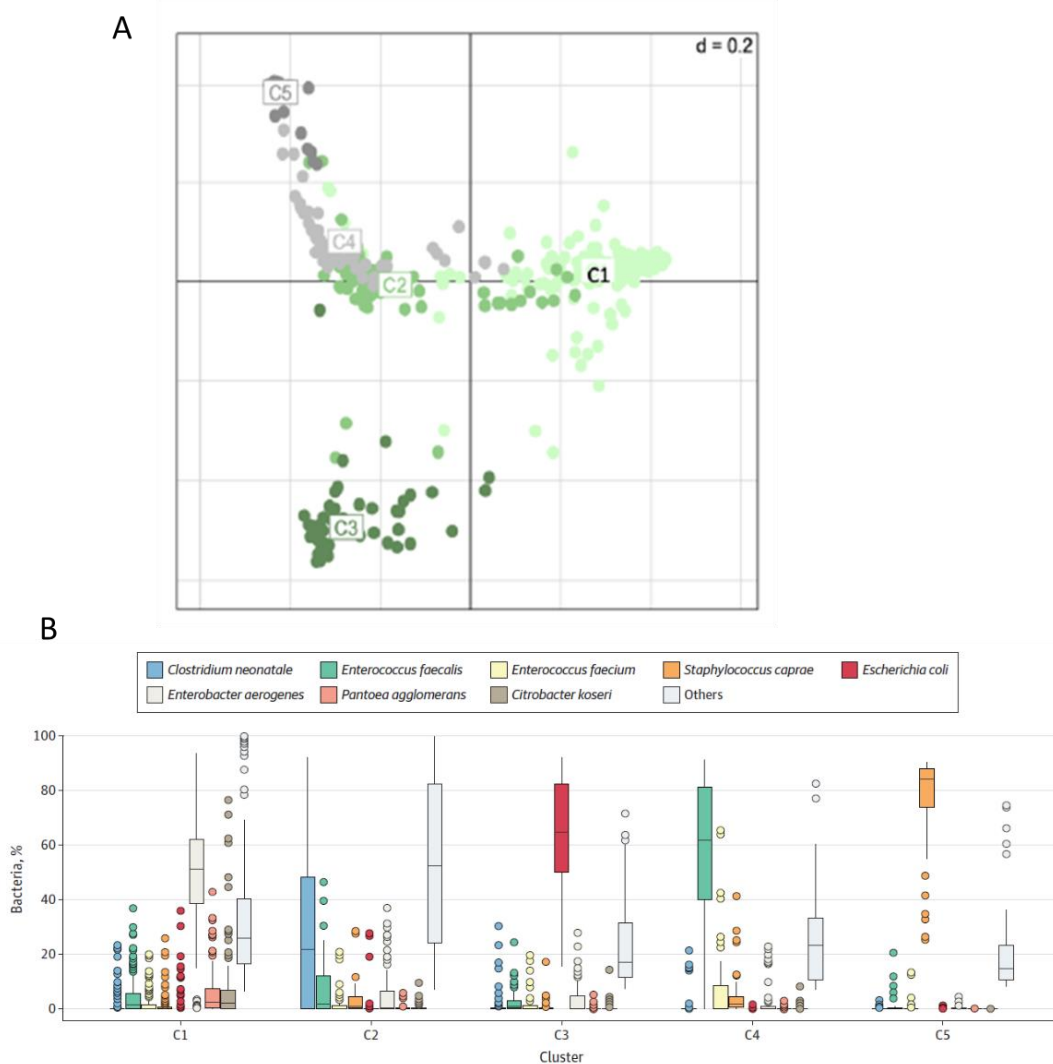 A
d = 0.2
C5
C4
C2
C1
C3
B
Clostridium neonatale Enterococcus faecalis Enterococcus faecium Staphylococcus caprae Escherichia coli
Enterobacter aerogenes Pantoea agglomerans Citrobacter koseri Others
100
80
60
40
20
0
Bacteria, %
C1 C2 C3 C4 C5
Cluster